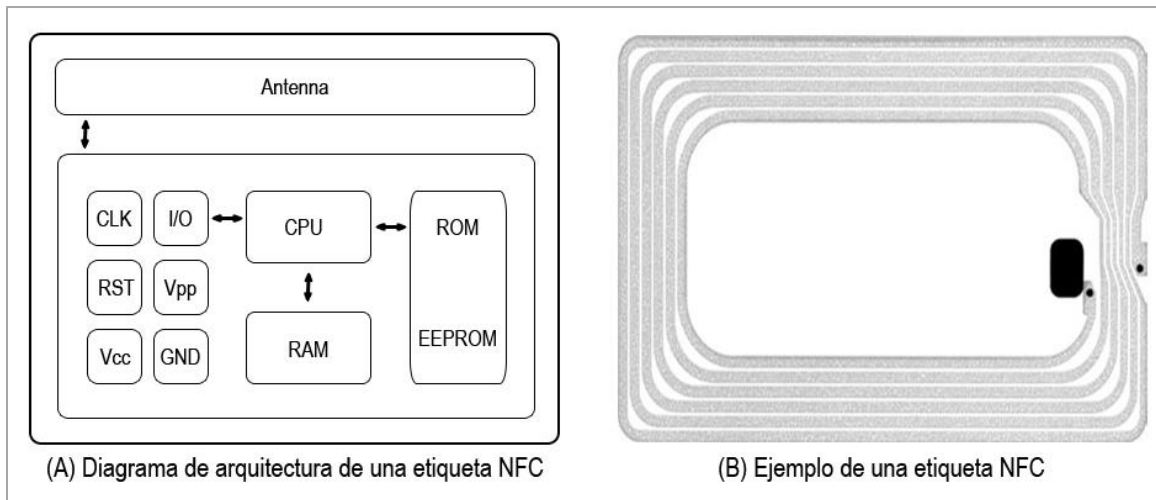 Antenna
CLK
I/O
CPU
ROM
RST
Vpp
Vcc
GND
RAM
EEPROM
(A) Diagrama de arquitectura de una etiqueta NFC
(B) Ejemplo de una etiqueta NFC